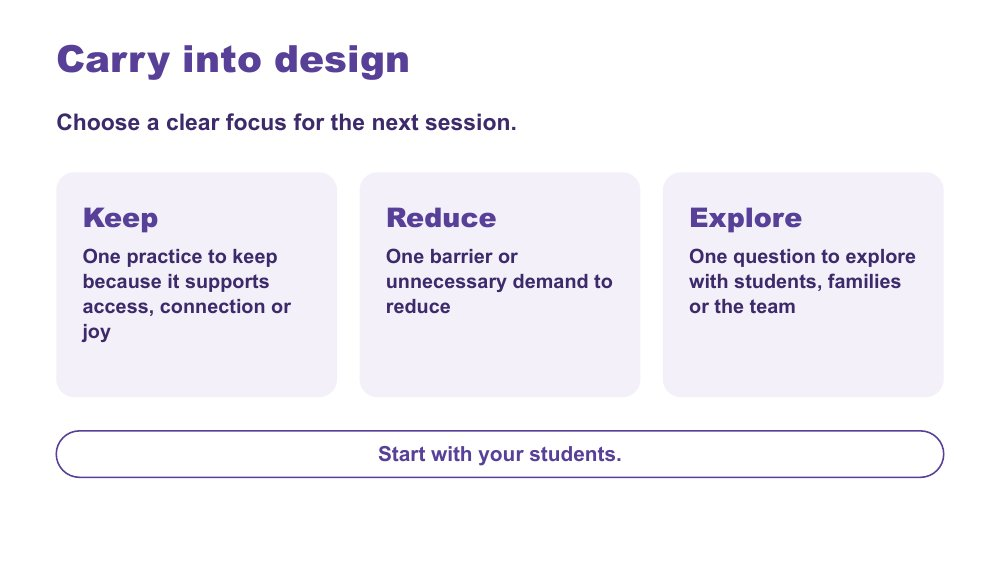 Carry into design
Choose a clear focus for the next session.
Keep
One practice to keep
because it supports
access, connection or
joy
Reduce
One barrier or
unnecessary demand to
reduce
Explore
One question to explore
with students, families
or the team
Start with your students.